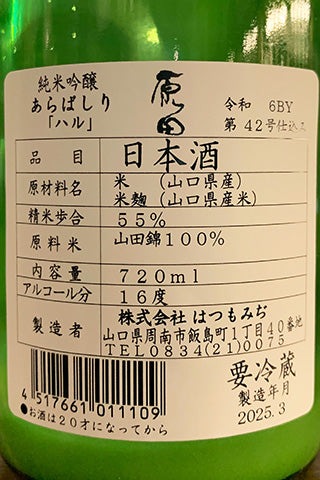 純米吟醸
あらばしり
「ハル」
原田
令和 6BY
第 42号仕込み
品目 日本酒
原材料名 米 (山口県産)
米麹 (山口県産米)
精米歩合 55%
原料米 山田錦100%
内容量 720ml
アルコール分 16度
製造者 株式会社 はつもみぢ
山口県周南市飯島町1丁目40番地
TEL0834(21)0075
要冷蔵
製造年月
2025.3
4 517661 011109
●お酒は20才になってから